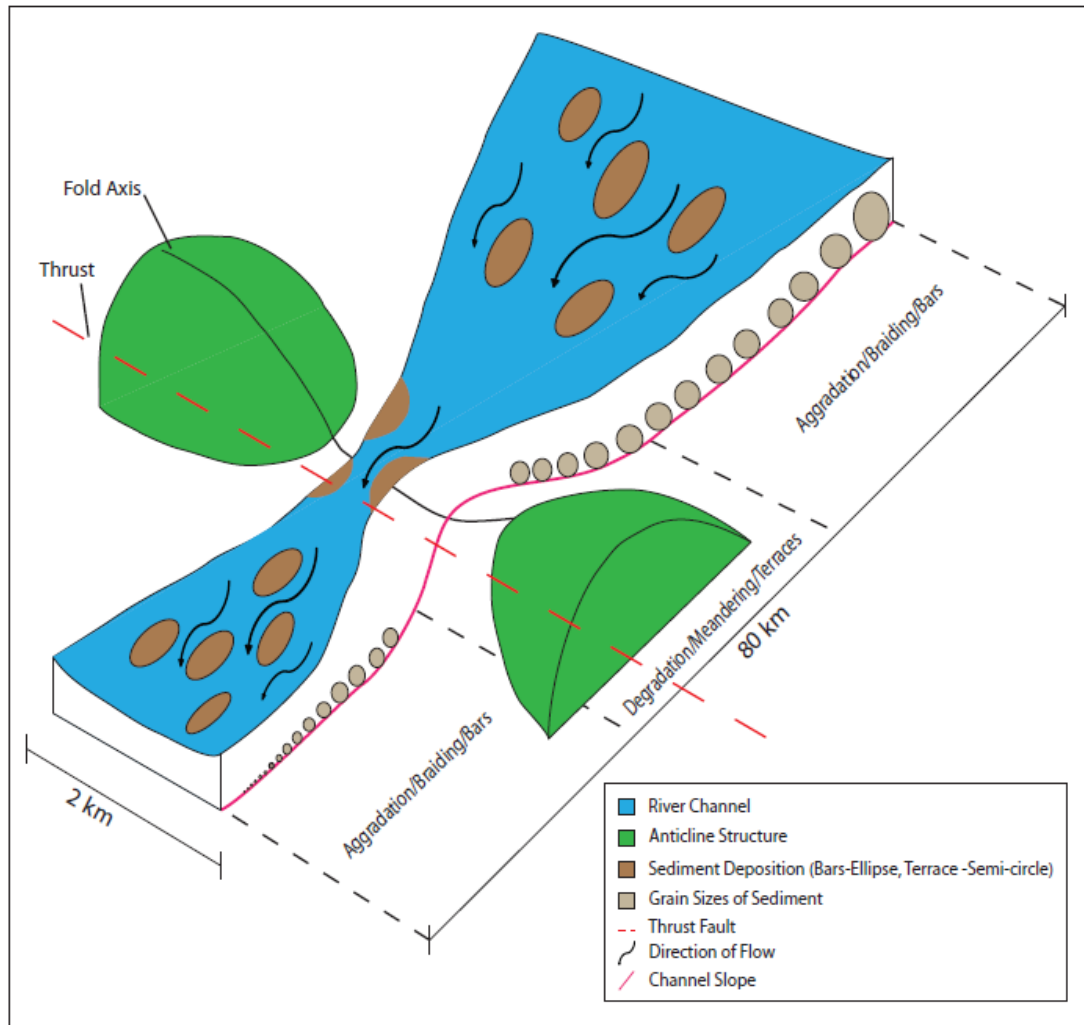 Fold Axis
Thrust
Aggradation/Braiding/Bars
Degradation/Meandering/Terraces
80 km
Aggradation/Braiding/Bars
2 km
River Channel
Anticline Structure
Sediment Deposition (Bars-Ellipse, Terrace -Semi-circle)
Grain Sizes of Sediment
Thrust Fault
Direction of Flow
Channel Slope